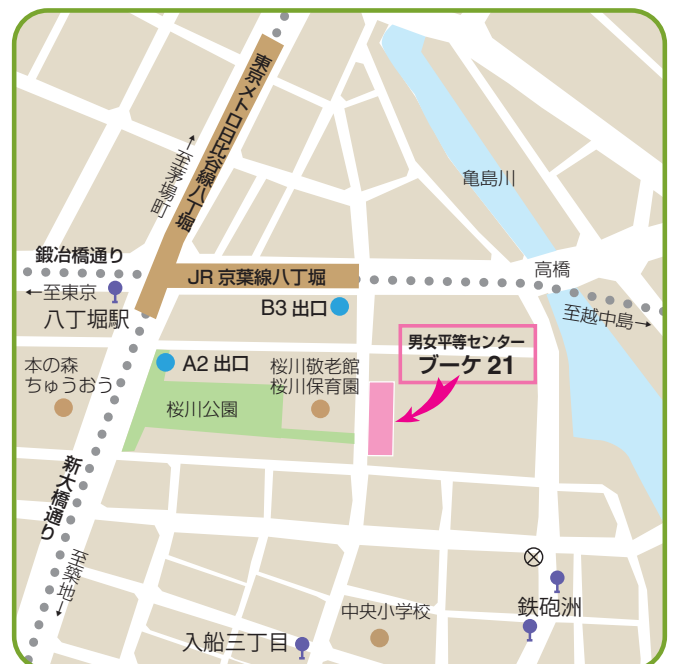 東京メトロ日比谷線八丁堀
←至茅場町
亀島川
鍛冶橋通り
JR 京葉線八丁堀
高橋
←至東京
八丁堀駅
B3 出口
至越中島→
男女平等センター
ブーケ 21
A2 出口
本の森
ちゅうおう
桜川敬老館
桜川保育園
桜川公園
新大橋通り
至築地→
鉄砲洲
中央小学校
入船三丁目